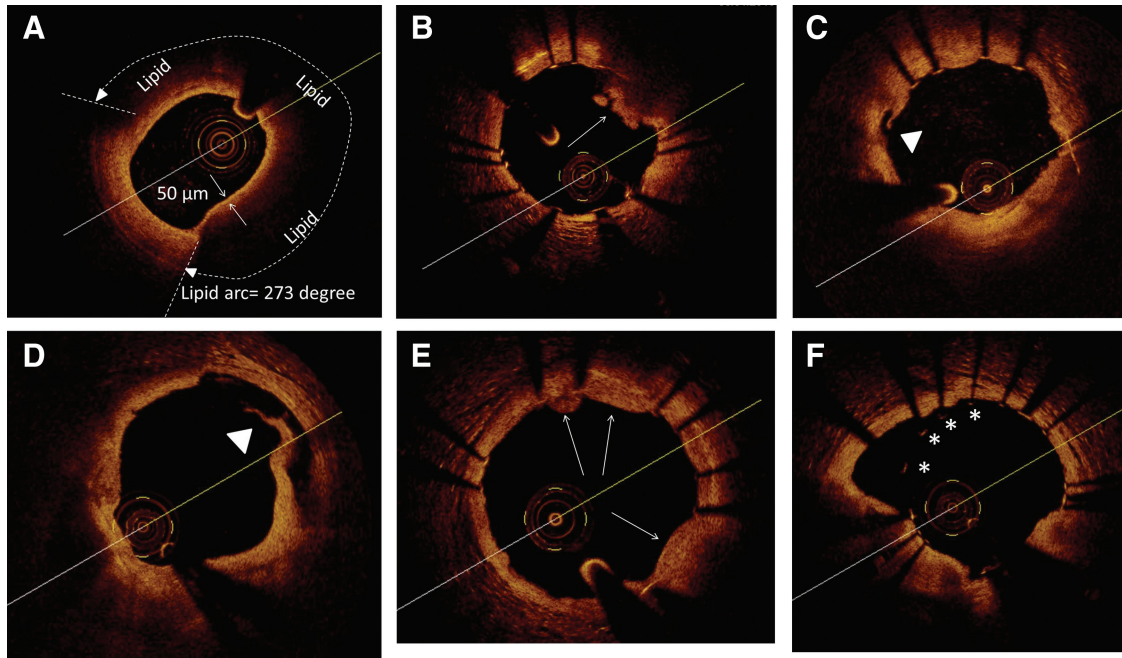 A
Lipid
Lipid
50 µm
Lipid
Lipid arc= 273 degree
B
C
D
E
F
* * * *